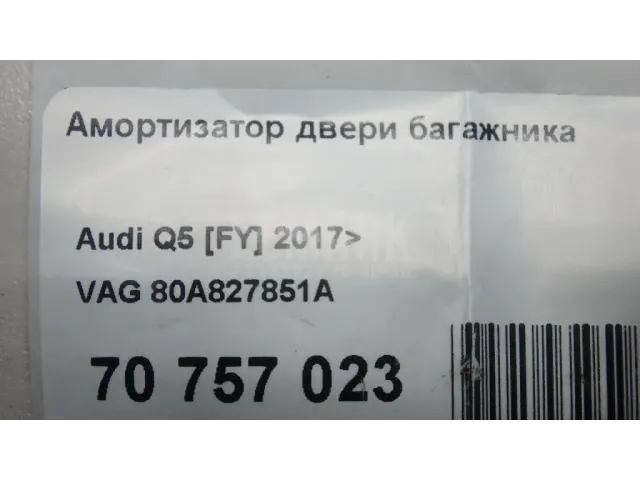 Амортизатор двери багажника
Audi Q5 [FY] 2017>
VAG 80A827851A
70 757 023